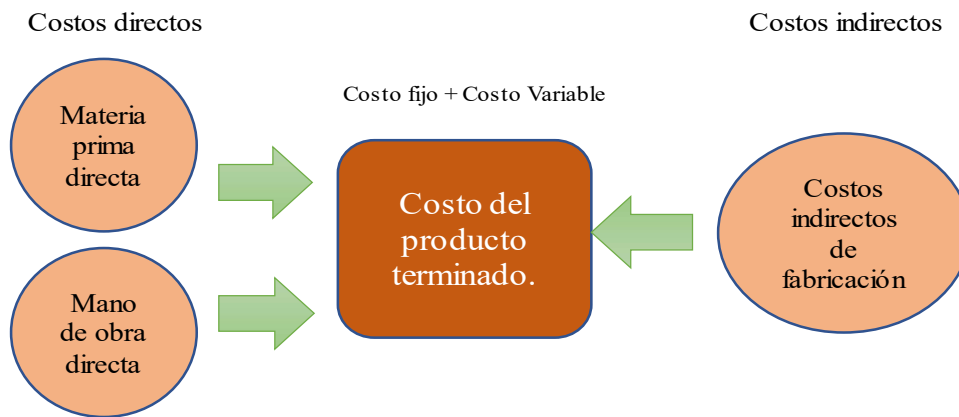 Costos directos
Costos indirectos
Materia
prima
directa
Costo fijo + Costo Variable
Costo del
producto
terminado.
Costos
indirectos
de
fabricación
Mano
de obra
directa